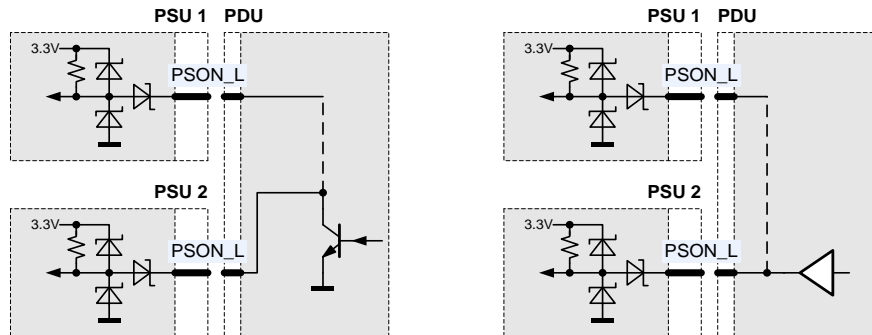 PSU 1 PDU
3.3V
PSON_L
PSU 2
3.3V
PSON_L
PSU 1 PDU
3.3V
PSON_L
PSU 2
3.3V
PSON_L